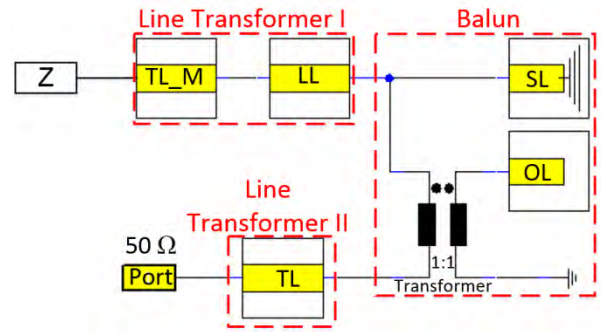 Line Transformer I
Balun
Z
TL_M
LL
SL
OL
Line
Transformer II
50 Ω
Port
TL
1:1
Transformer